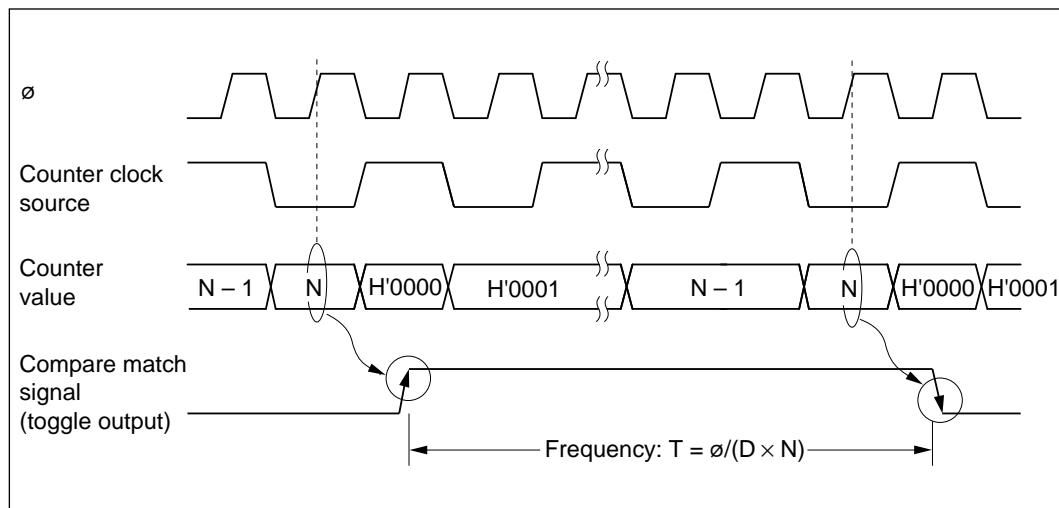 ø
Counter clock
source
Counter
value
N – 1 N H'0000 H'0001 N – 1 N H'0000 H'0001
Compare match
signal
(toggle output)
Frequency: T = ø/(D × N)